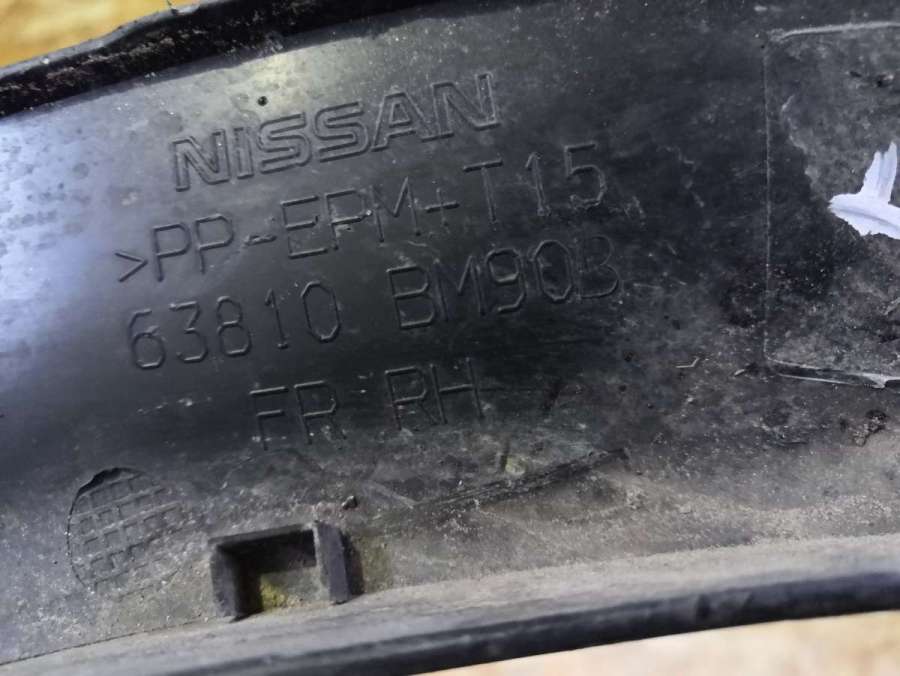 NISSAN
>PP-EPM+T15
63810 BM90B
FR RH